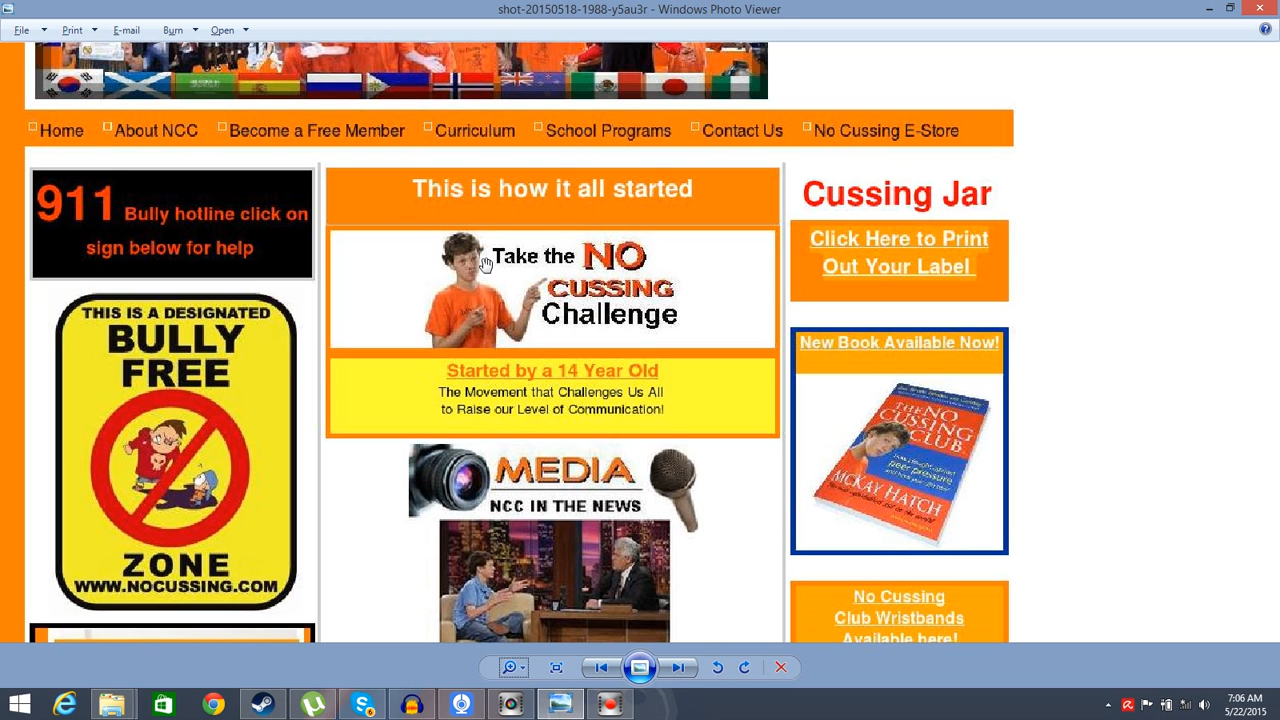 shot-20150518-1988-y5au3r - Windows Photo Viewer
File Print E-mail Burn Open
Home About NCC Become a Free Member Curriculum School Programs Contact Us No Cussing E-Store
911 Bully hotline click on
sign below for help
THIS IS A DESIGNATED
BULLY
FREE
ZONE
WWW.NOCUSSING.COM
This is how it all started
Take the NO
CUSSING
Challenge
Started by a 14 Year Old
The Movement that Challenges Us All
to Raise our Level of Communication!
MEDIA
NCC IN THE NEWS
Cussing Jar
Click Here to Print
Out Your Label
New Book Available Now!
THE NO
CUSSING
CLUB
peer pressure
MCKAY HATCH
No Cussing
Club Wristbands
Available here!
7:06 AM
5/22/2015